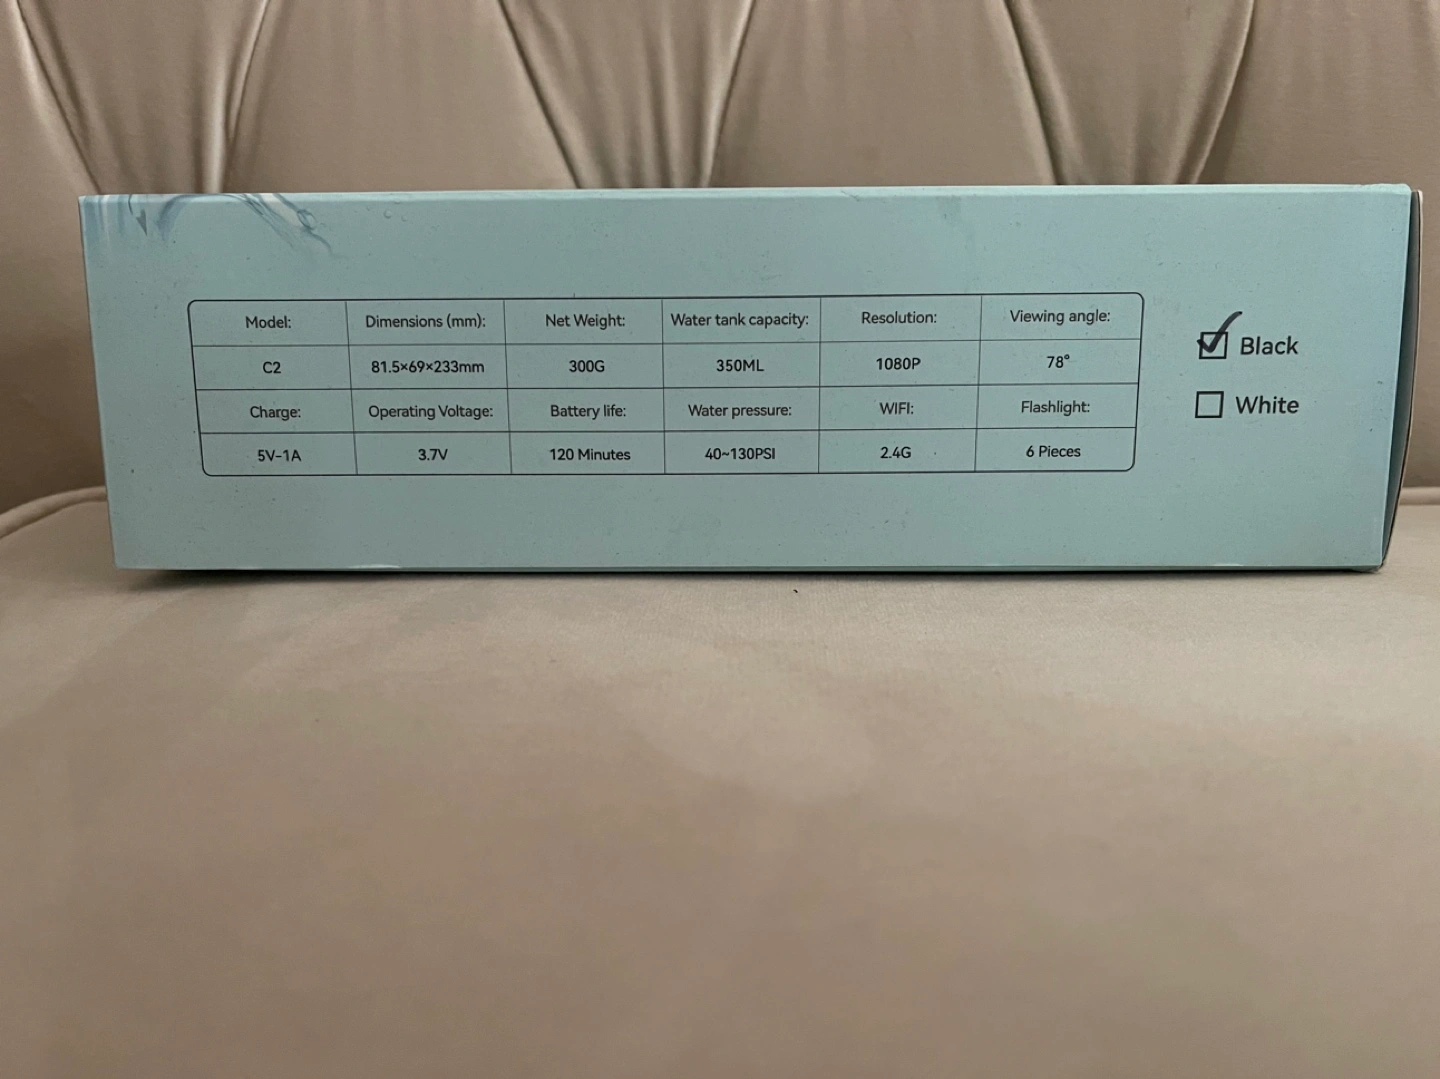 Model: Dimensions (mm): Net Weight: Water tank capacity: Resolution: Viewing angle:
C2 81.5×69×233mm 300G 350ML 1080P 78°
Charge: Operating Voltage: Battery life: Water pressure: WIFI: Flashlight:
5V-1A 3.7V 120 Minutes 40~130PSI 2.4G 6 Pieces
Black
White